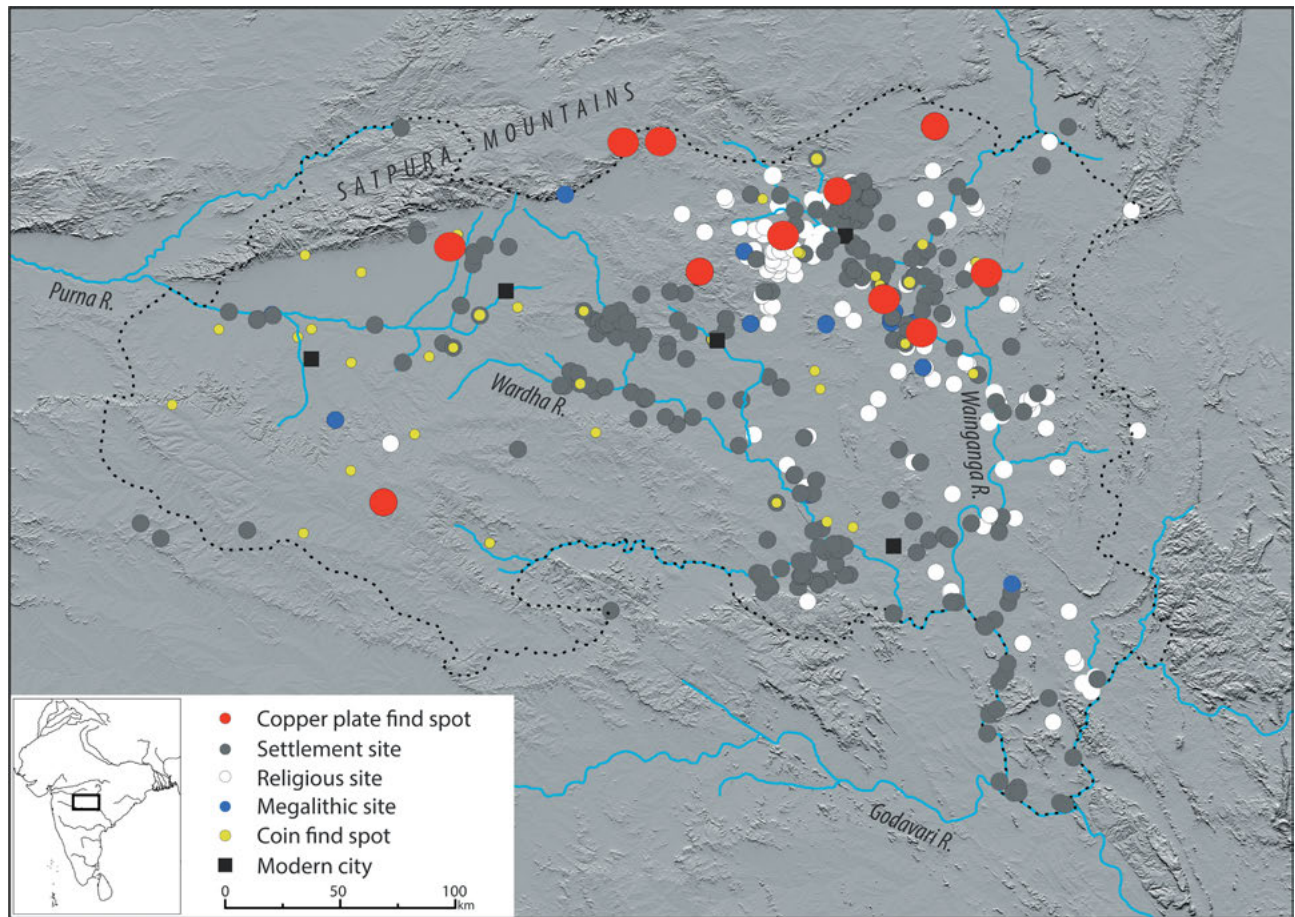 SATPURA MOUNTAINS
Purna R.
Wardha R.
Wainganga R.
Godavari R.
Copper plate find spot
Settlement site
Religious site
Megalithic site
Coin find spot
Modern city
0 50 100
km